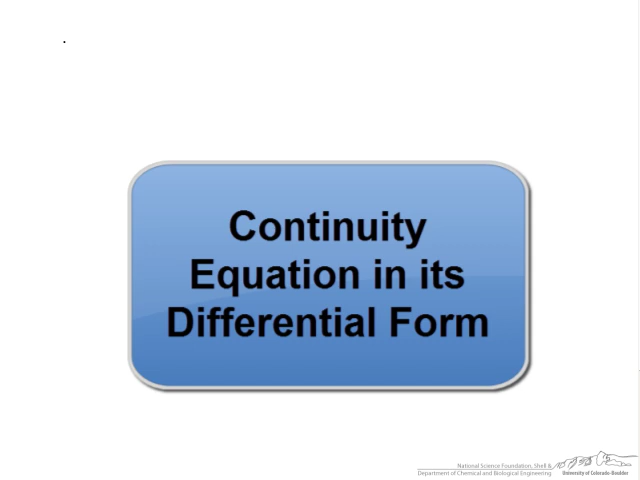 Continuity
Equation in its
Differential Form
National Science Foundation, Shell &
Department of Chemical and Biological Engineering
University of Colorado-Boulder